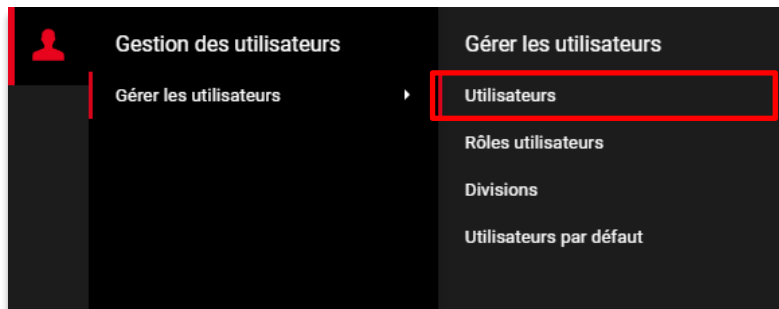 Gestion des utilisateurs
Gérer les utilisateurs
Gérer les utilisateurs
Utilisateurs
Rôles utilisateurs
Divisions
Utilisateurs par défaut